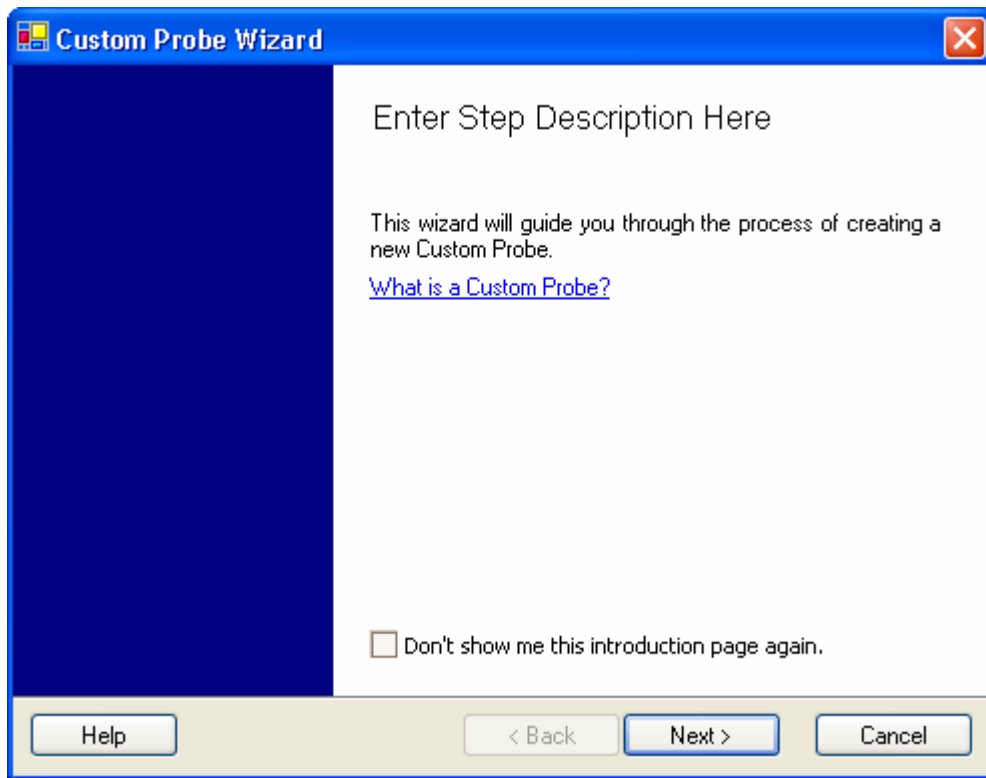 Custom Probe Wizard
Enter Step Description Here
This wizard will guide you through the process of creating a
new Custom Probe.
What is a Custom Probe?
Don't show me this introduction page again.
Help
< Back
Next >
Cancel